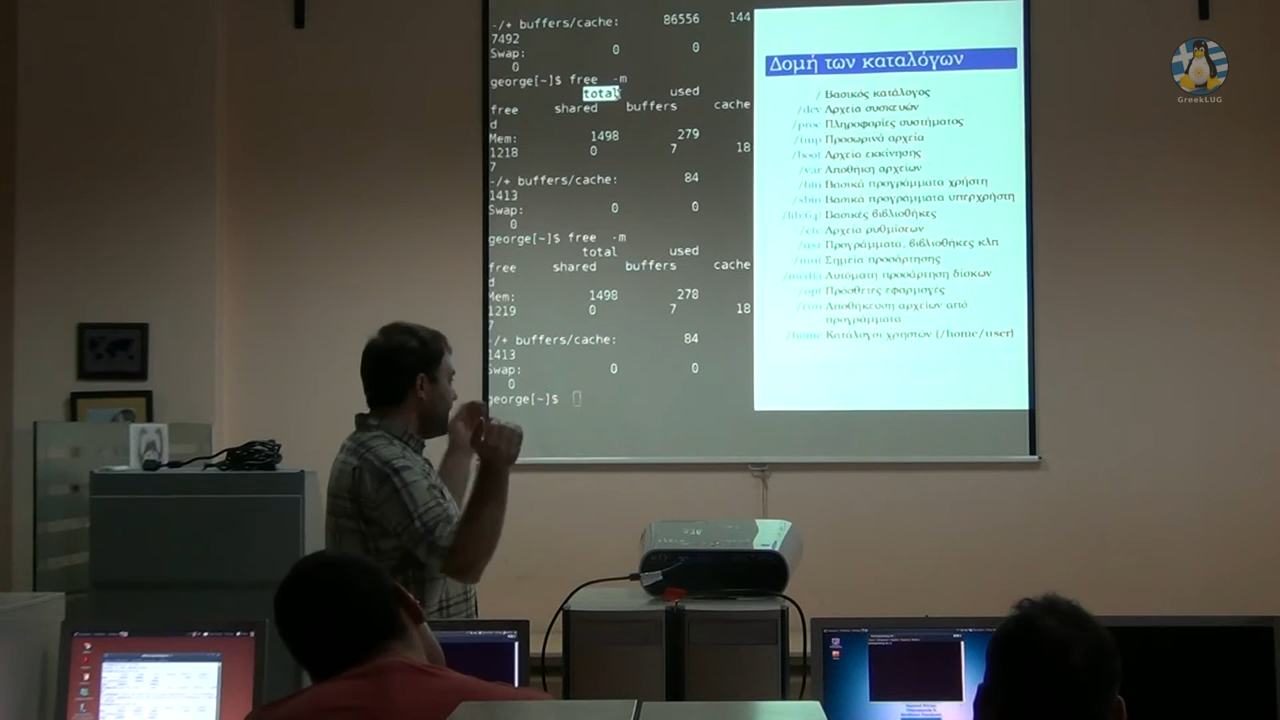 -/+ buffers/cache: 86556 144
7492
Swap: 0 0
0
george[~]$ free -m
total used
free shared buffers cache
d
Mem: 1498 279
1218 0 7 18
7
-/+ buffers/cache: 84
1413
Swap: 0 0
0
george[~]$ free -m
total used
free shared buffers cache
d
Mem: 1498 278
1219 0 7 18
7
-/+ buffers/cache: 84
1413
Swap: 0 0
0
george[~]$
Δομή των καταλόγων
/ Βασικός κατάλογος
/dev Αρχεία συσκευών
/proc Πληροφορίες συστήματος
/tmp Προσωρινά αρχεία
/boot Αρχεία εκκίνησης
/var Αποθήκη αρχείων
/bin Βασικά προγράμματα χρήστη
/sbin Βασικά προγράμματα υπερχρήστη
Βασικές βιβλιοθήκες
/etc Αρχεία ρυθμίσεων
/usr Προγράμματα, βιβλιοθήκες κλπ
/mnt Σημεία προσάρτησης
/media Αυτόματη προσάρτηση δίσκων
/opt Πρόσθετες εφαρμογές
Αποθήκευση αρχείων από
προγράμματα
/home Κατάλογοι χρηστών (/home/user)
GreekLUG